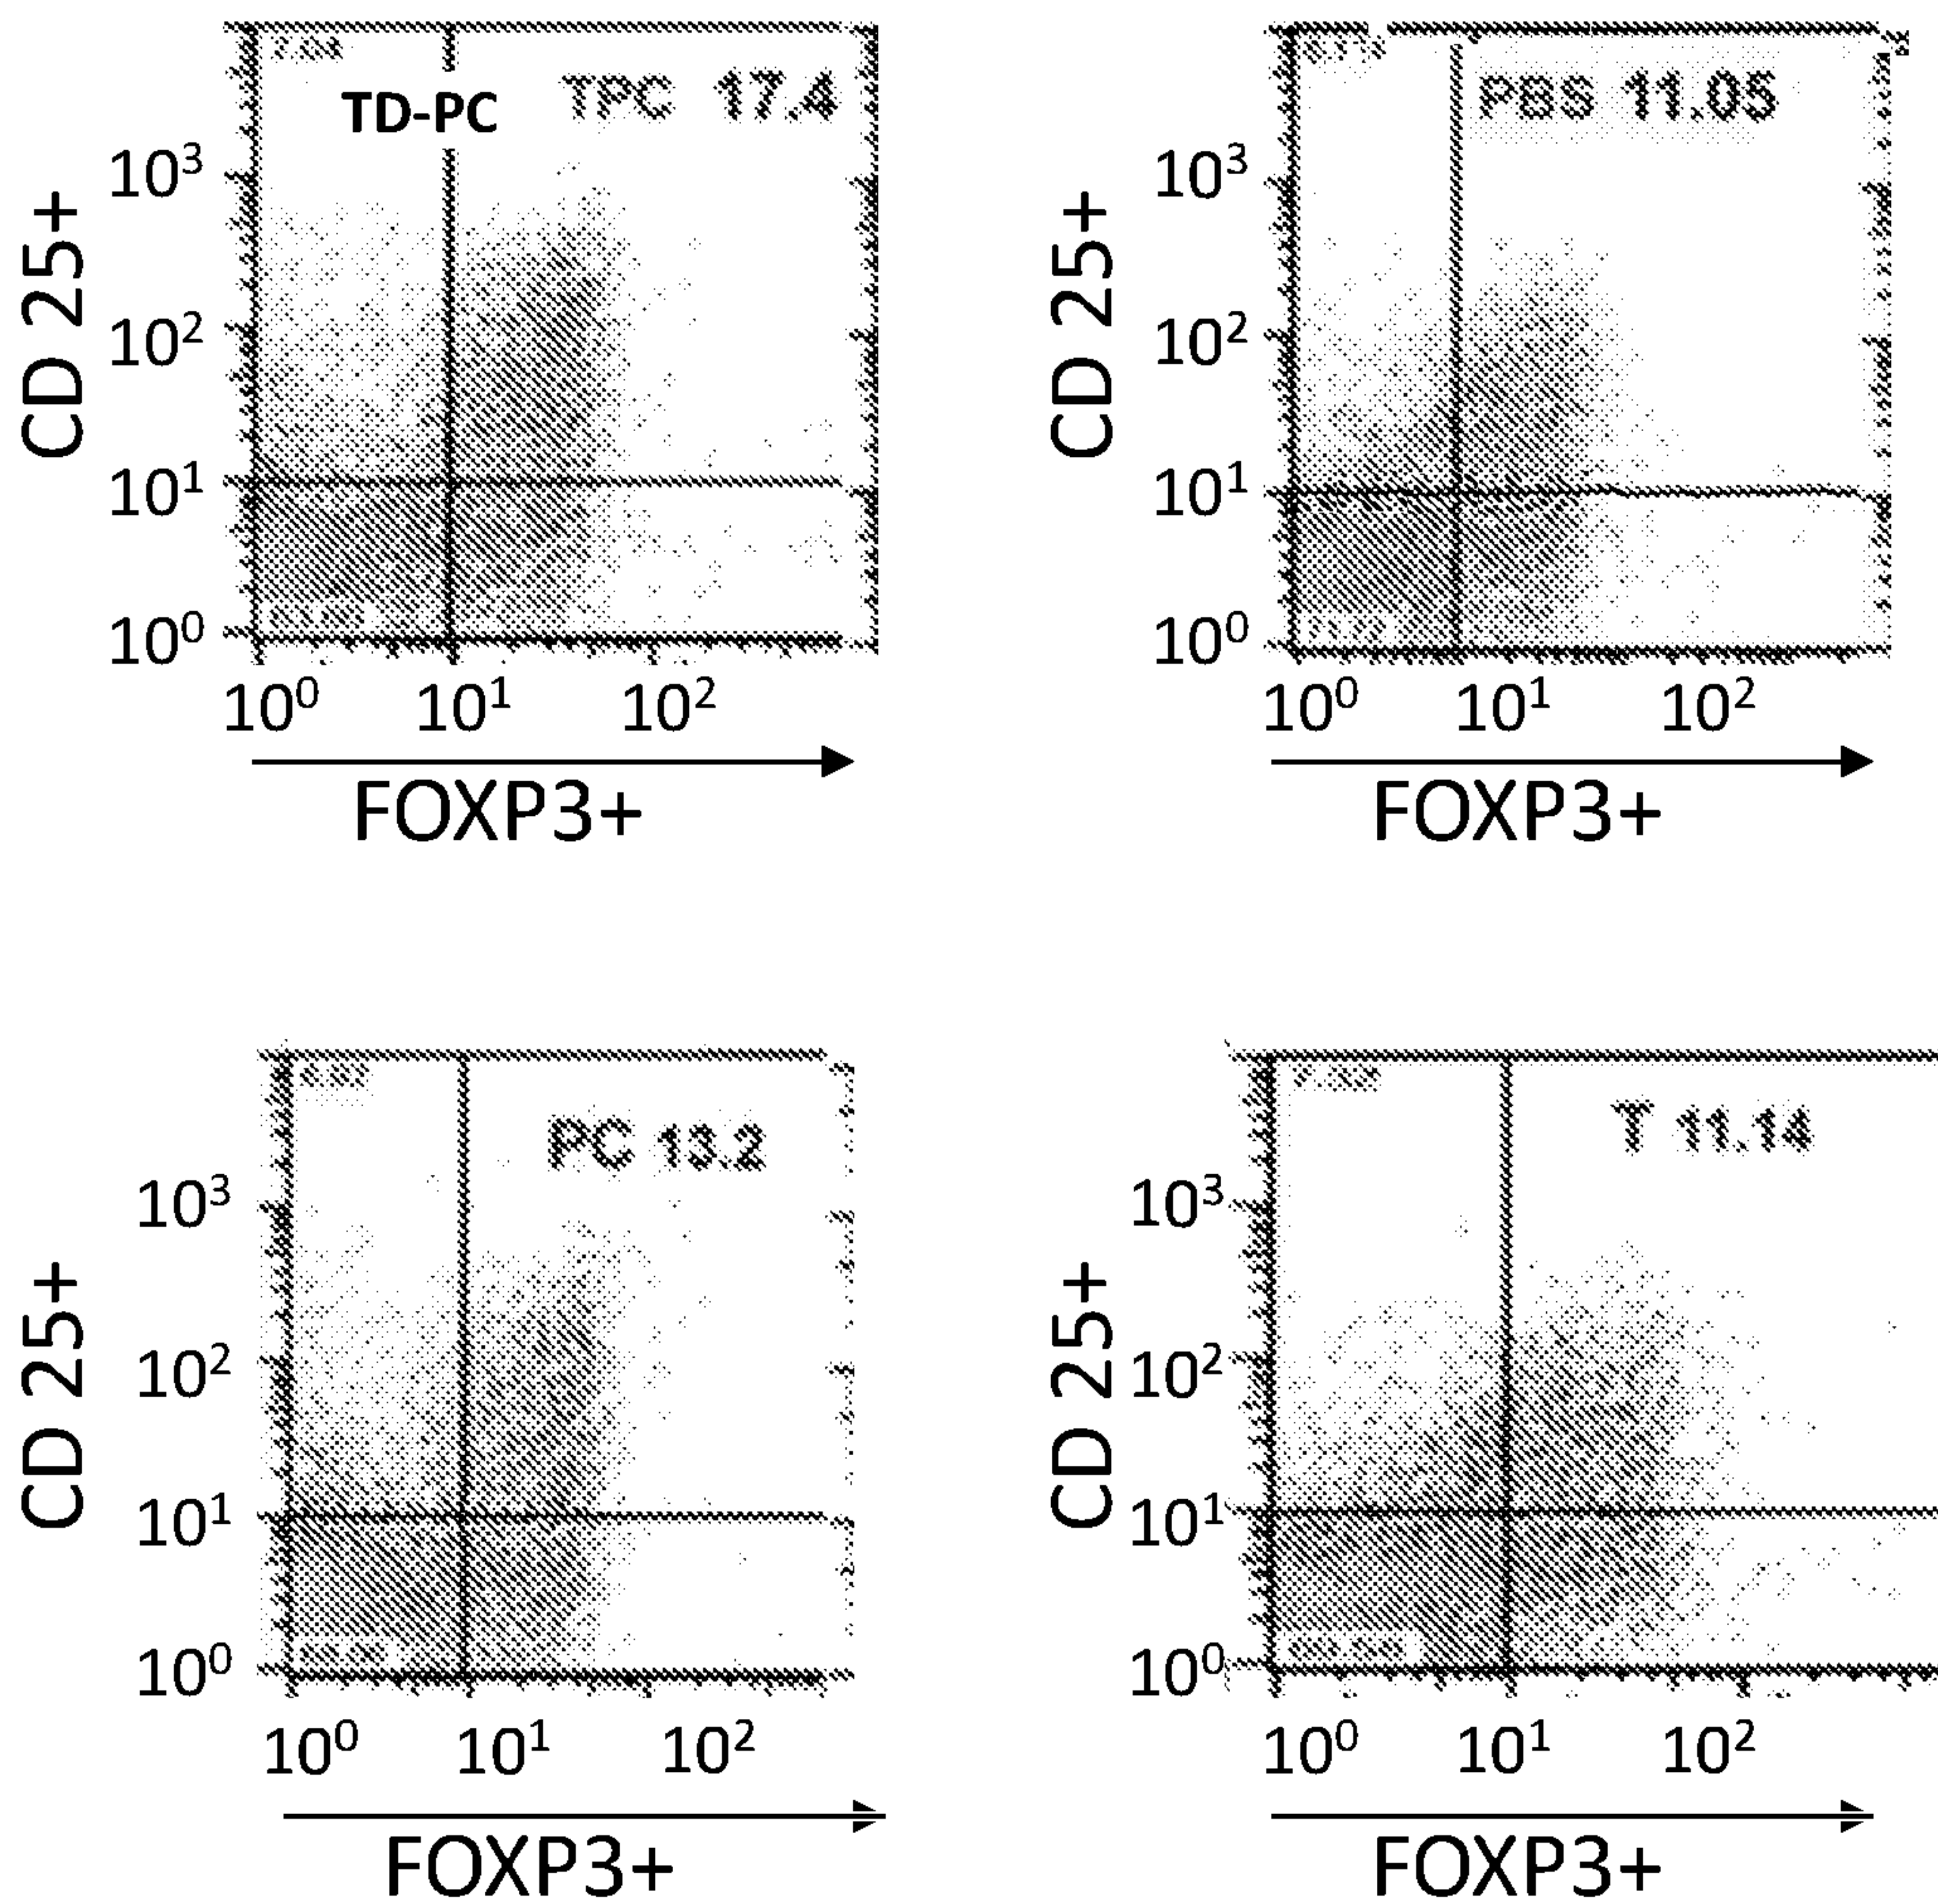 TD-PC TPC 17.4
CD 25+
10³
10²
10¹
10⁰
10⁰ 10¹ 10²
FOXP3+
PBS 11.05
CD 25+
10³
10²
10¹
10⁰
10⁰ 10¹ 10²
FOXP3+
PC 13.2
CD 25+
10³
10²
10¹
10⁰
10⁰ 10¹ 10²
FOXP3+
T 11.14
CD 25+
10³
10²
10¹
10⁰
10⁰ 10¹ 10²
FOXP3+